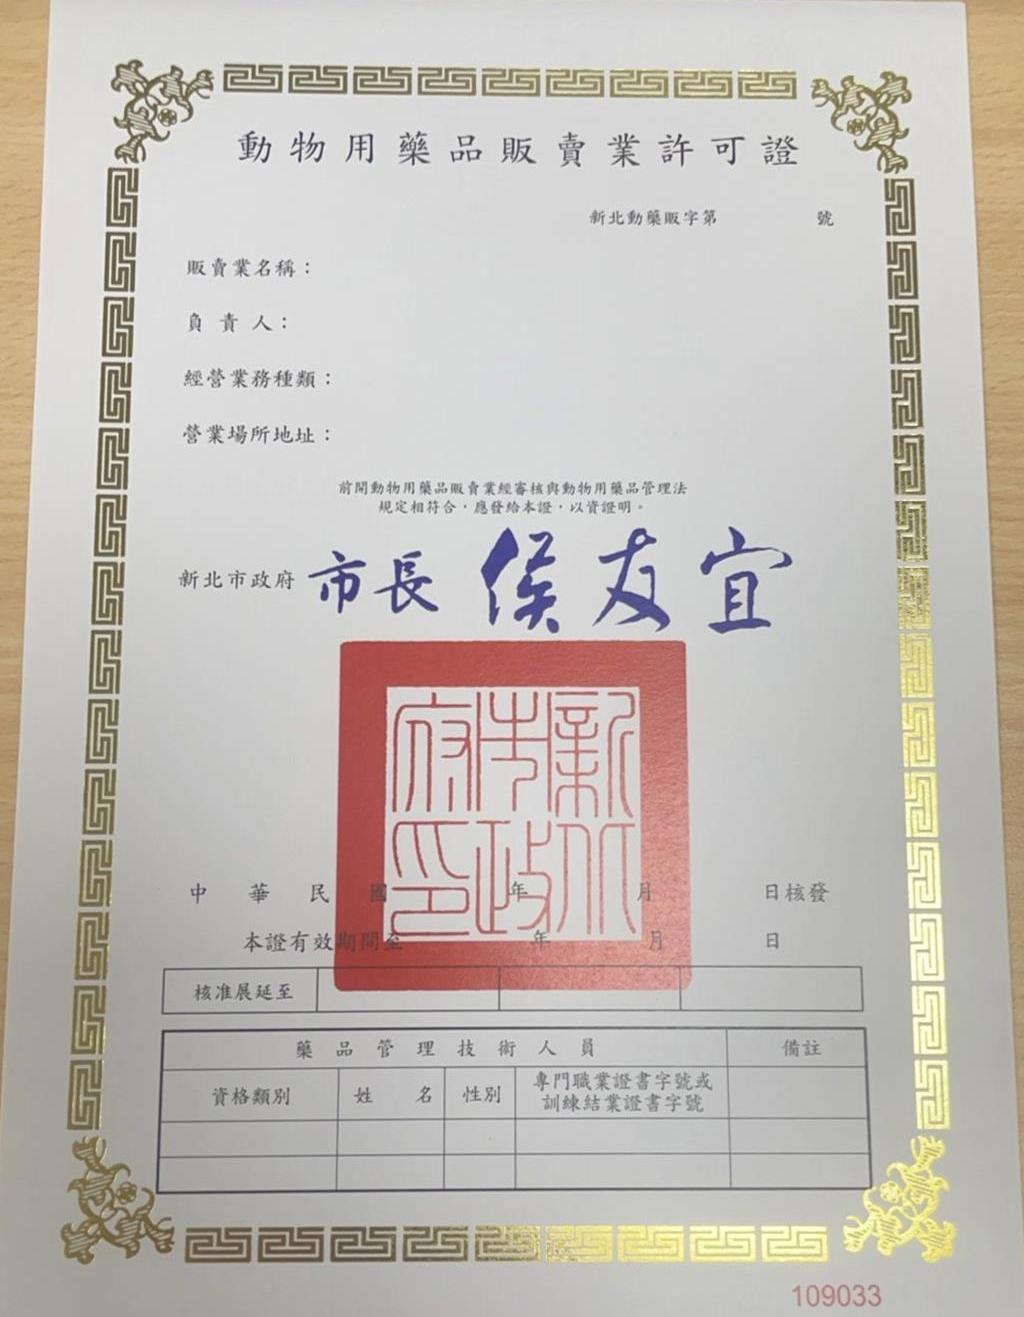 動物用藥品販賣業許可證
新北動藥販字第 號
販賣業名稱：
負責人：
經營業務種類：
營業場所地址：
前開動物用藥品販賣業經審核與動物用藥品管理法
規定相符合，應發給本證，以資證明。
新北市政府 市長 侯友宜
新北市政府印
中華民國 年 月 日核發
本證有效期間至 年 月 日
核准展延至
藥品管理技術人員 備註
資格類別 姓名 性別 專門職業證書字號或
訓練結業證書字號
109033